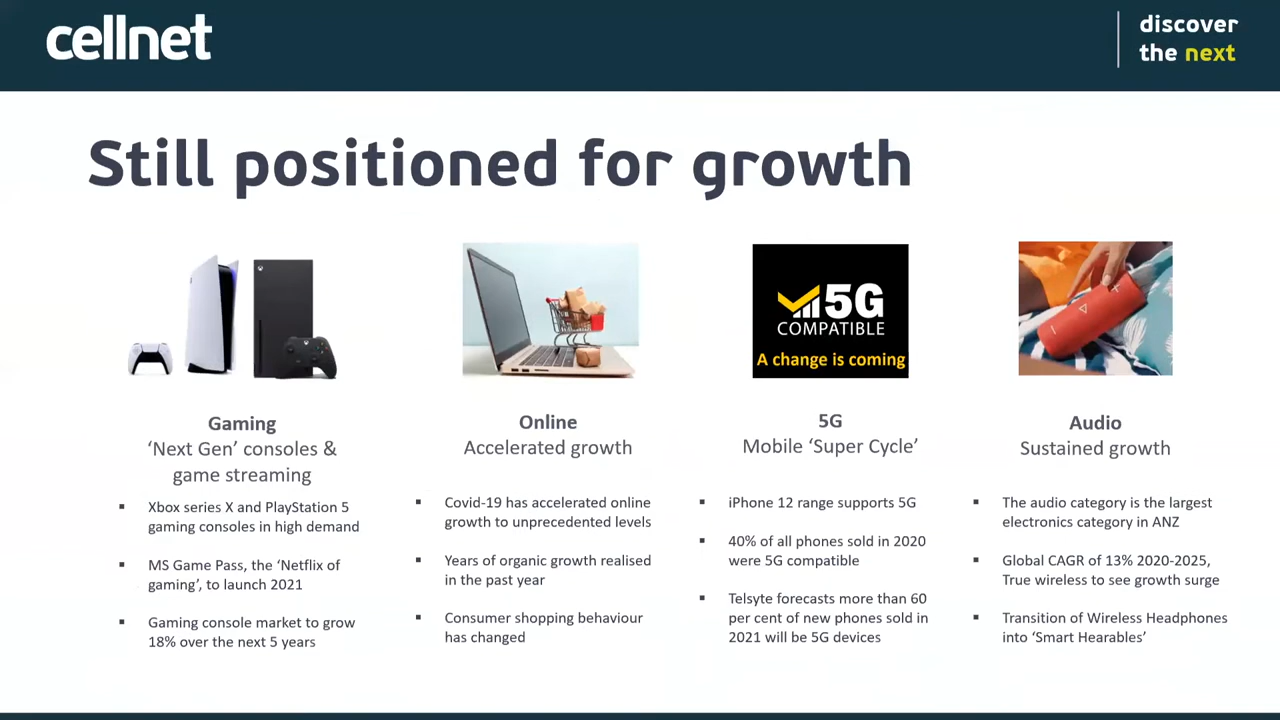 cellnet
discover
the next
Still positioned for growth
5G
COMPATIBLE
A change is coming
Gaming
‘Next Gen’ consoles &
game streaming
▪ Xbox series X and PlayStation 5
gaming consoles in high demand
▪ MS Game Pass, the ‘Netflix of
gaming’, to launch 2021
▪ Gaming console market to grow
18% over the next 5 years
Online
Accelerated growth
▪ Covid-19 has accelerated online
growth to unprecedented levels
▪ Years of organic growth realised
in the past year
▪ Consumer shopping behaviour
has changed
5G
Mobile ‘Super Cycle’
▪ iPhone 12 range supports 5G
▪ 40% of all phones sold in 2020
were 5G compatible
▪ Telsyte forecasts more than 60
per cent of new phones sold in
2021 will be 5G devices
Audio
Sustained growth
▪ The audio category is the largest
electronics category in ANZ
▪ Global CAGR of 13% 2020-2025,
True wireless to see growth surge
▪ Transition of Wireless Headphones
into ‘Smart Hearables’